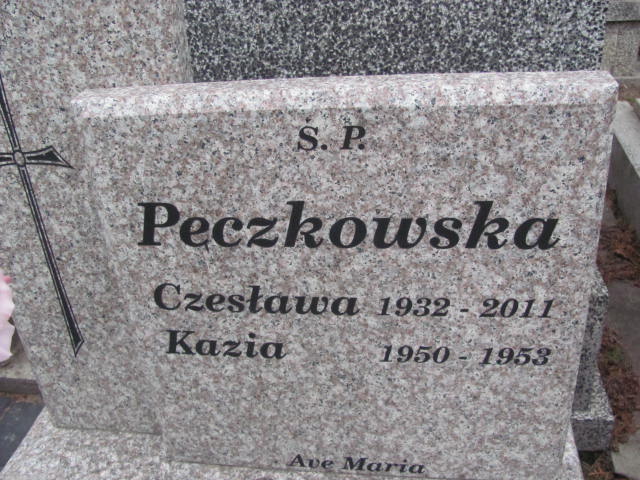 Ś. P.
Peczkowska
Czesława 1932 - 2011
Kazia 1950 - 1953
Ave Maria